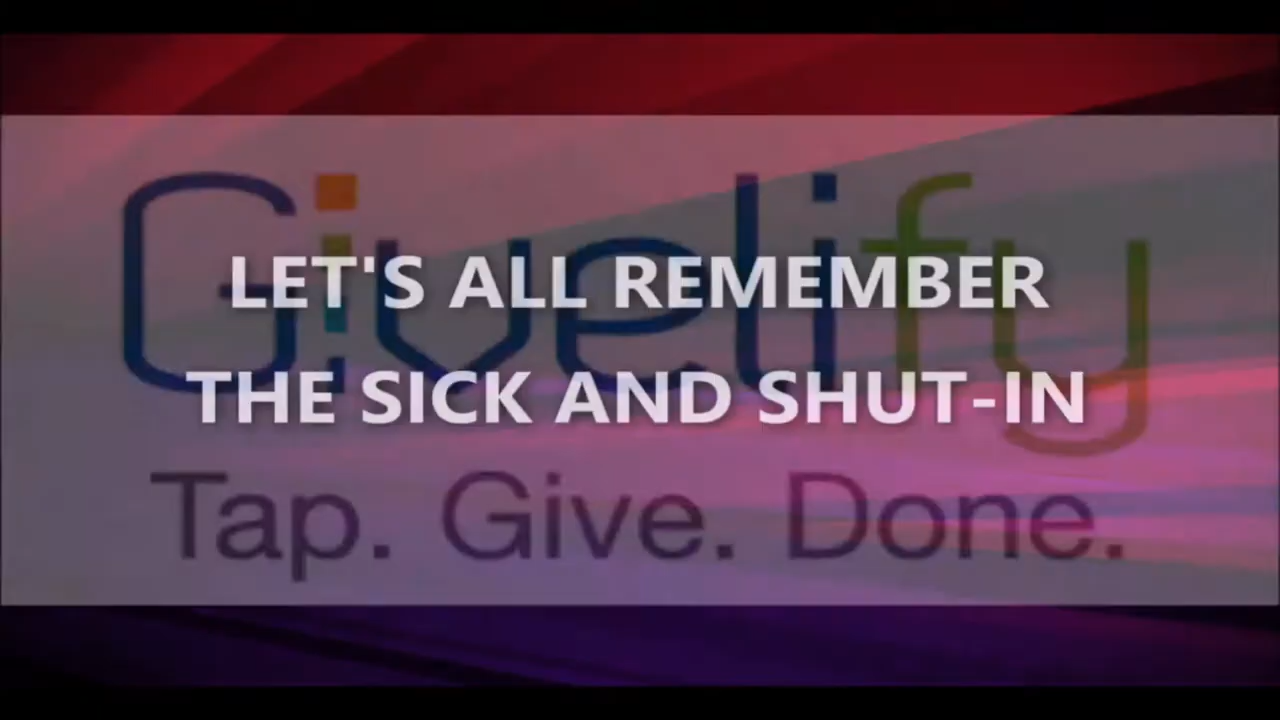 Givelify
LET'S ALL REMEMBER
THE SICK AND SHUT-IN
Tap. Give. Done.